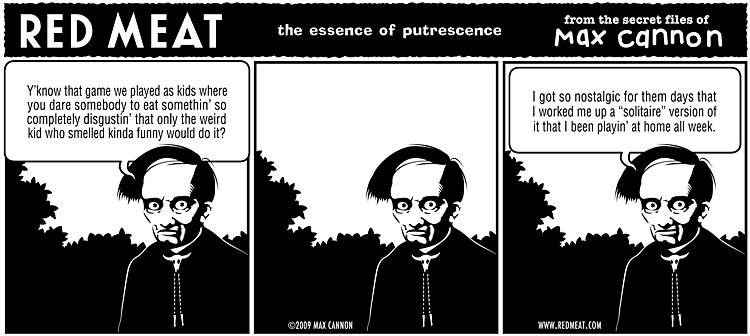 RED MEAT
the essence of putrescence
from the secret files of
max cannon
Y'know that game we played as kids where
you dare somebody to eat somethin' so
completely disgustin' that only the weird
kid who smelled kinda funny would do it?
©2009 MAX CANNON
I got so nostalgic for them days that
I worked me up a “solitaire” version of
it that I been playin' at home all week.
WWW.REDMEAT.COM